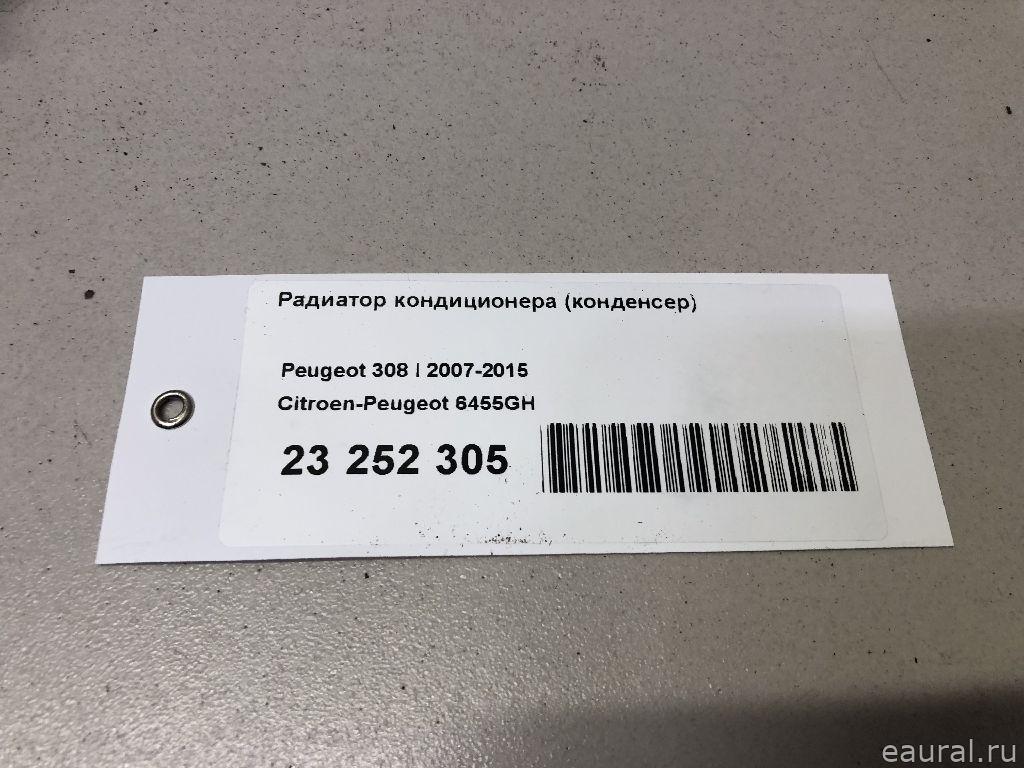 Радиатор кондиционера (конденсер)
Peugeot 308 I 2007-2015
Citroen-Peugeot 6455GH
23 252 305
eaural.ru